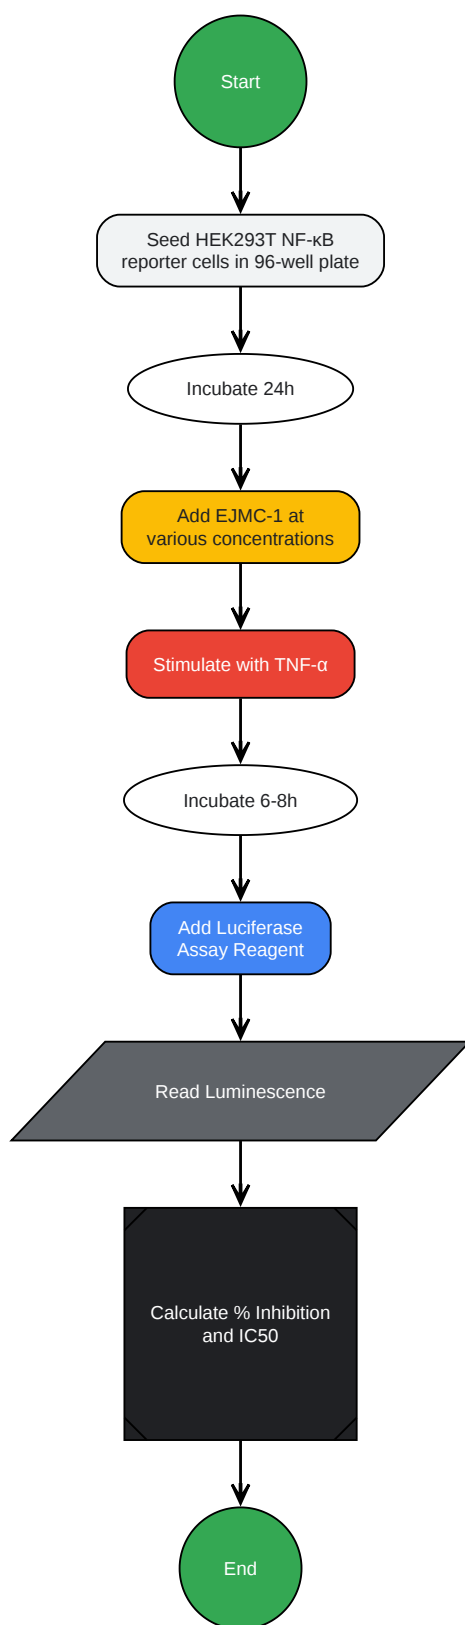 Start
Seed HEK293T NF-κB
reporter cells in 96-well plate
Incubate 24h
Add EJMC-1 at
various concentrations
Stimulate with TNF-α
Incubate 6-8h
Add Luciferase
Assay Reagent
Read Luminescence
Calculate % Inhibition
and IC50
End